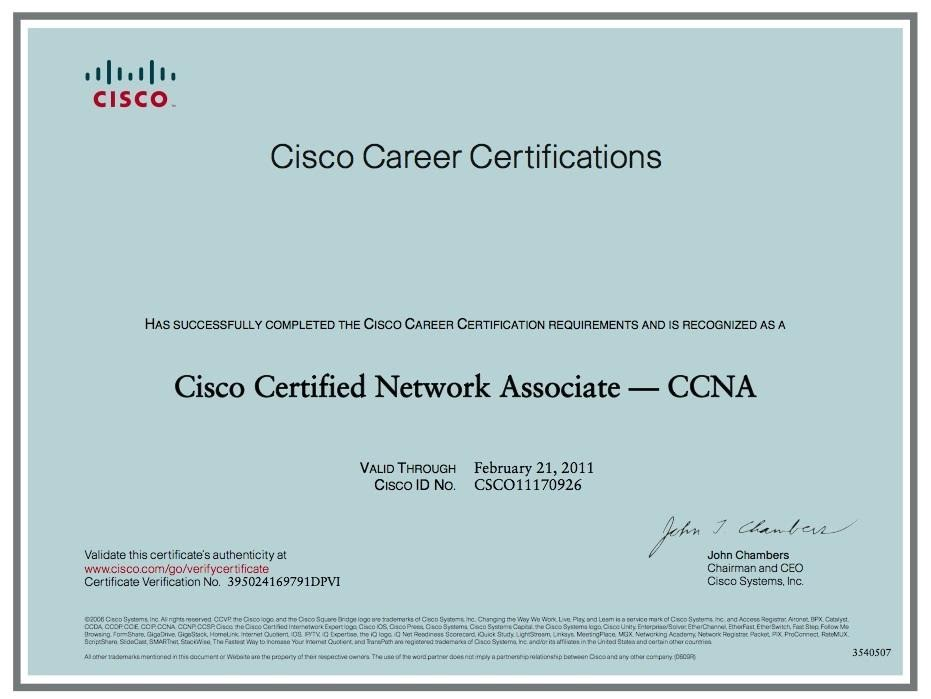 CISCO™
Cisco Career Certifications
HAS SUCCESSFULLY COMPLETED THE CISCO CAREER CERTIFICATION REQUIREMENTS AND IS RECOGNIZED AS A
Cisco Certified Network Associate — CCNA
VALID THROUGH February 21, 2011
CISCO ID NO. CSCO11170926
John T. Chambers
Validate this certificate's authenticity at
www.cisco.com/go/verifycertificate
Certificate Verification No. 395024169791DPVI
John Chambers
Chairman and CEO
Cisco Systems, Inc.
©2006 Cisco Systems, Inc. All rights reserved. CCVP, the Cisco logo, and the Cisco Square Bridge logo are trademarks of Cisco Systems, Inc. Changing the Way We Work, Live, Play, and Learn is a service mark of Cisco Systems, Inc. and Access Registrar, Aironet, BPX, Catalyst,
CCDA, CCDP, CCIE, CCIP, CCNA, CCNP, CCSP, Cisco, the Cisco Certified Internetwork Expert logo, Cisco IOS, Cisco Press, Cisco Systems, Cisco Systems Capital, the Cisco Systems logo, Cisco Unity, Enterprise/Solver, EtherChannel, EtherFast, EtherSwitch, Fast Step, Follow Me
Browsing, FormShare, GigaDrive, GigaStack, HomeLink, Internet Quotient, IOS, IP/TV, iQ Expertise, the iQ logo, iQ Net Readiness Scorecard, iQuick Study, LightStream, Linksys, MeetingPlace, MGX, Networking Academy, Network Registrar, Packet, PIX, ProConnect, RateMUX,
ScriptShare, SlideCast, SMARTnet, StackWise, The Fastest Way to Increase Your Internet Quotient, and TransPath are registered trademarks of Cisco Systems, Inc. and/or its affiliates in the United States and certain other countries.
All other trademarks mentioned in this document or Website are the property of their respective owners. The use of the word partner does not imply a partnership relationship between Cisco and any other company. (0609R)
3540507